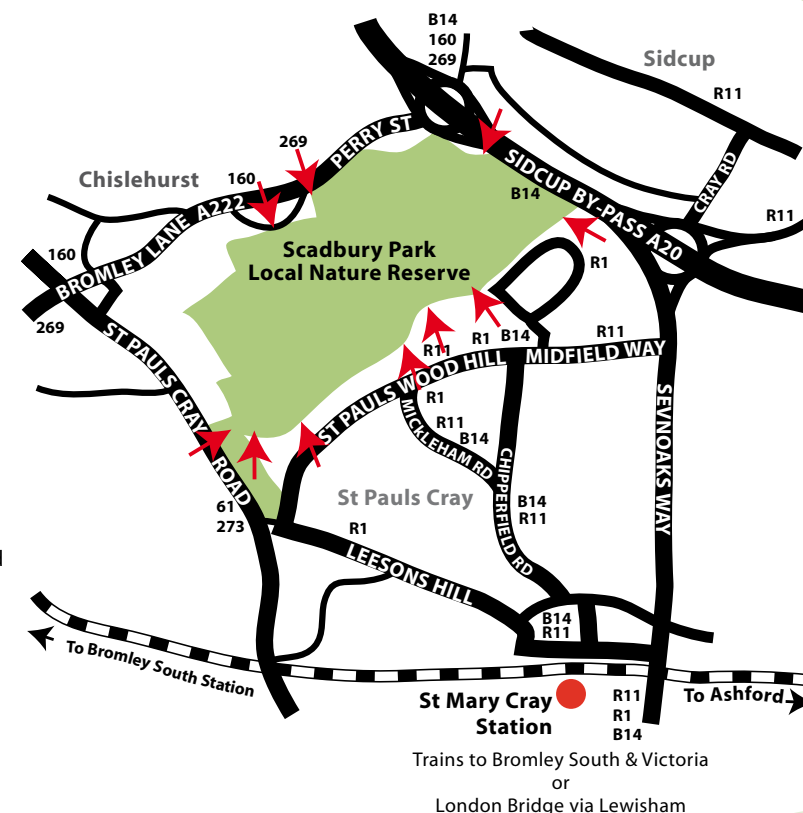 B14
160
269
Sidcup
R11
PERRY ST
269
SIDCUP BY-PASS A20
CRAY RD
Chislehurst
160
B14
R11
BROMLEY LANE A222
Scadbury Park
Local Nature Reserve
160
R1
269
R11
R1
B14
R11
ST PAULS WOOD HILL
MIDFIELD WAY
ST PAULS CRAY ROAD
R1
R11
B14
MICKLEHAM RD
SEVNOAKS WAY
CHIPPERFIELD RD
St Pauls Cray
B14
R11
61
273
R1
LEESONS HILL
B14
R11
To Bromley South Station
St Mary Cray
Station
R11
R1
B14
To Ashford
Trains to Bromley South & Victoria
or
London Bridge via Lewisham